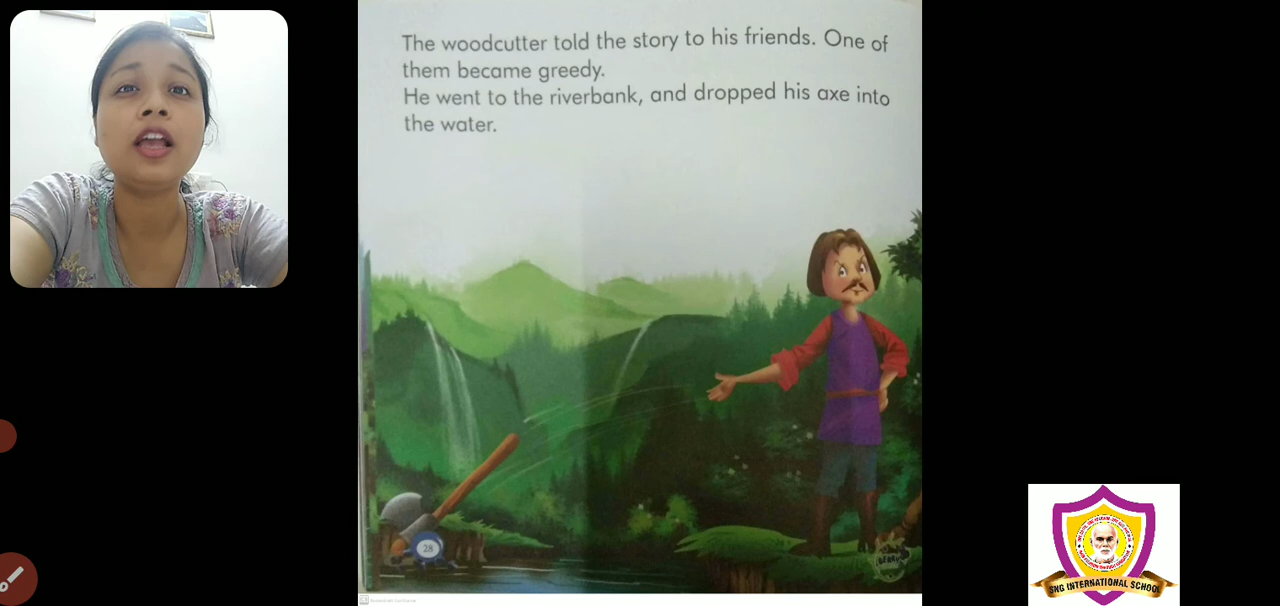 The woodcutter told the story to his friends. One of
them became greedy.
He went to the riverbank, and dropped his axe into
the water.
28
SNG INTERNATIONAL SCHOOL